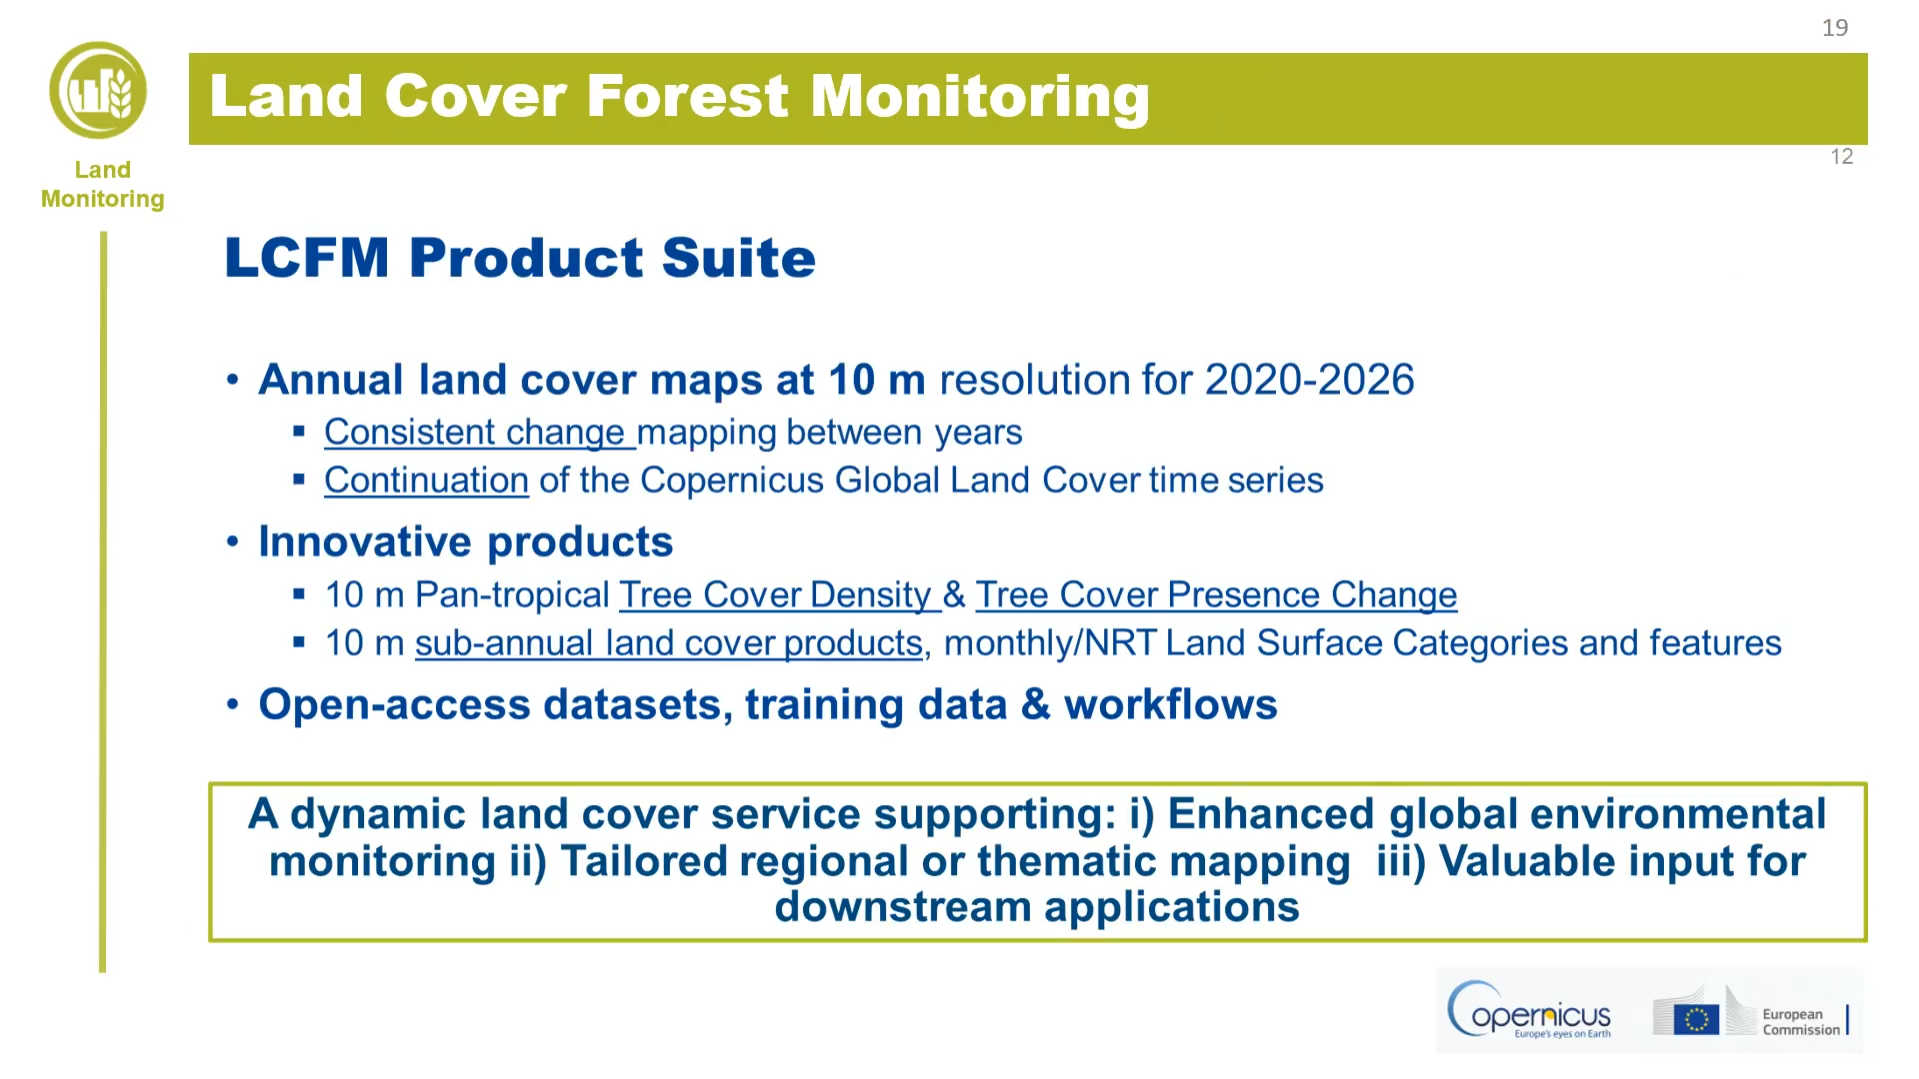 19
Land Cover Forest Monitoring
12
Land
Monitoring
LCFM Product Suite
• Annual land cover maps at 10 m resolution for 2020-2026
▪ Consistent change mapping between years
▪ Continuation of the Copernicus Global Land Cover time series
• Innovative products
▪ 10 m Pan-tropical Tree Cover Density & Tree Cover Presence Change
▪ 10 m sub-annual land cover products, monthly/NRT Land Surface Categories and features
• Open-access datasets, training data & workflows
A dynamic land cover service supporting: i) Enhanced global environmental
monitoring ii) Tailored regional or thematic mapping iii) Valuable input for
downstream applications
Copernicus
Europe's eyes on Earth
European
Commission